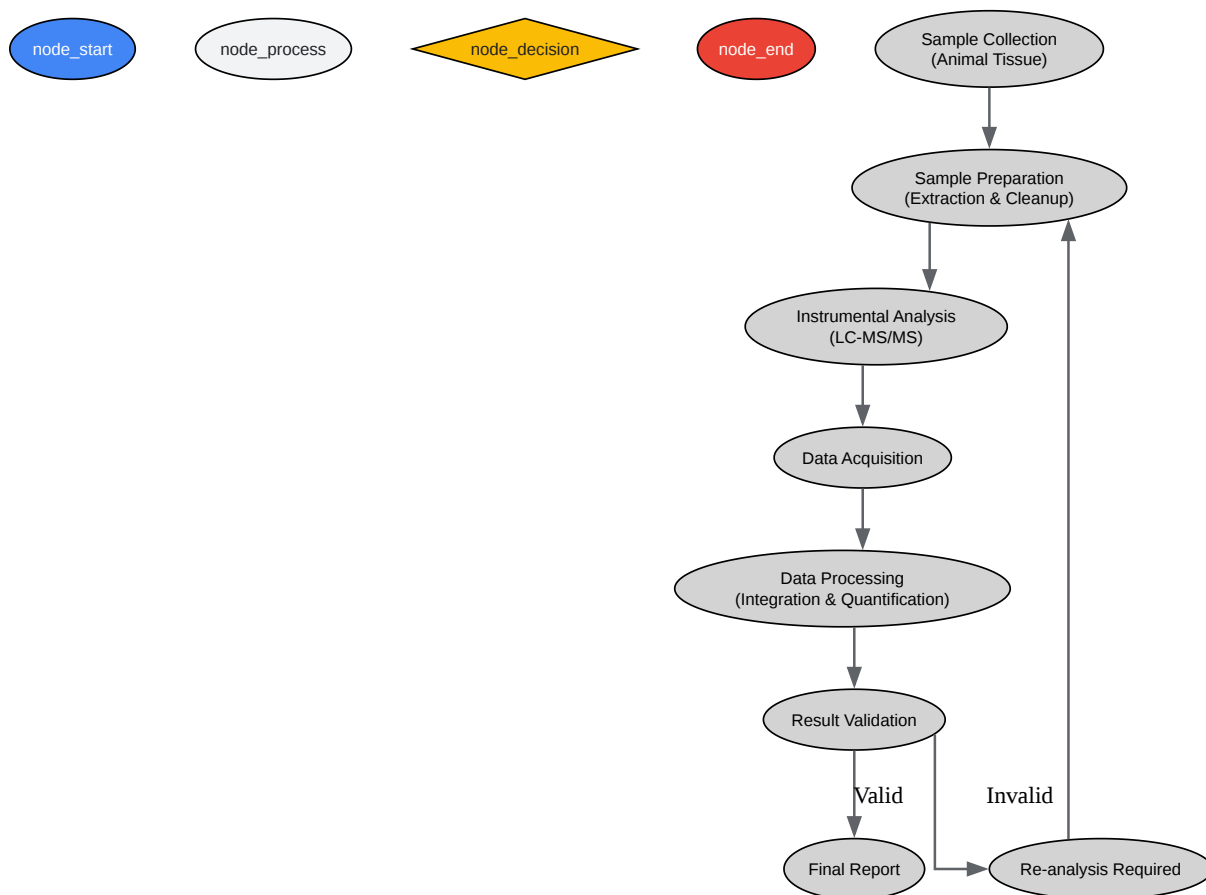 node_start
node_process
node_decision
node_end
Sample Collection
(Animal Tissue)
Sample Preparation
(Extraction & Cleanup)
Instrumental Analysis
(LC-MS/MS)
Data Acquisition
Data Processing
(Integration & Quantification)
Result Validation
Valid
Invalid
Final Report
Re-analysis Required